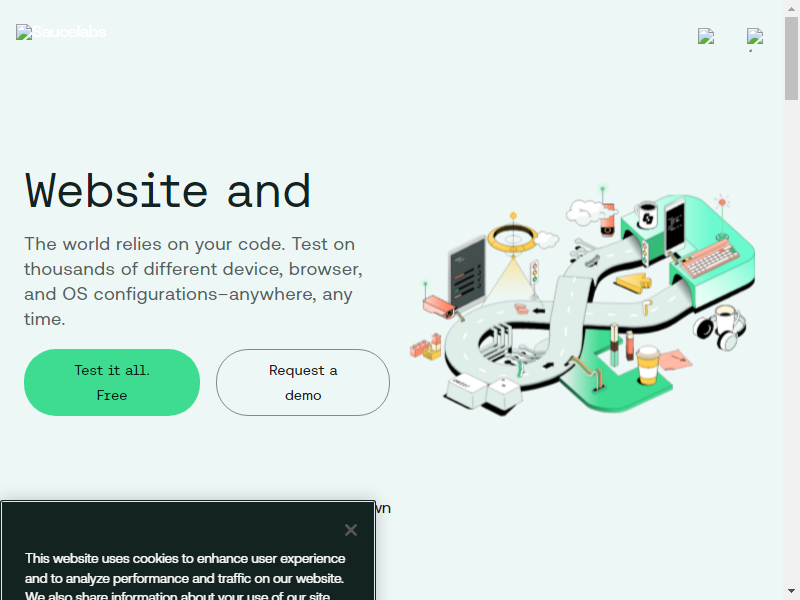 Saucelabs
Website and
The world relies on your code. Test on
thousands of different device, browser,
and OS configurations–anywhere, any
time.
Test it all.
Free
Request a
demo
wn
This website uses cookies to enhance user experience
and to analyze performance and traffic on our website.
We also share information about your use of our site